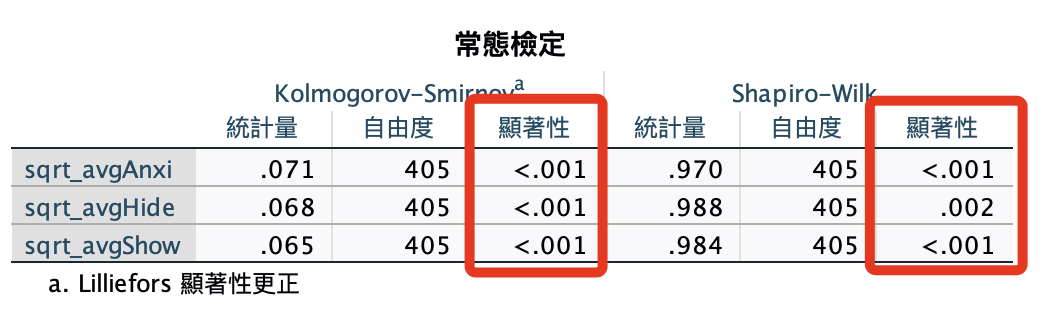 常態檢定
Kolmogorov-Smirnov a Shapiro-Wilk
統計量 自由度 顯著性 統計量 自由度 顯著性
sqrt_avgAnxi .071 405 <.001 .970 405 <.001
sqrt_avgHide .068 405 <.001 .988 405 .002
sqrt_avgShow .065 405 <.001 .984 405 <.001
a. Lilliefors 顯著性更正